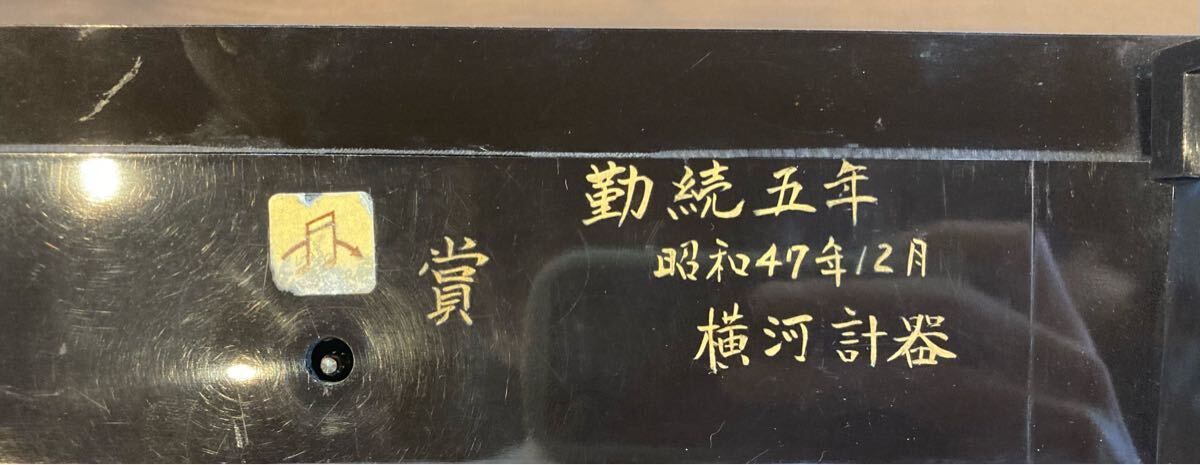 賞
勤続五年
昭和47年12月
横河計器